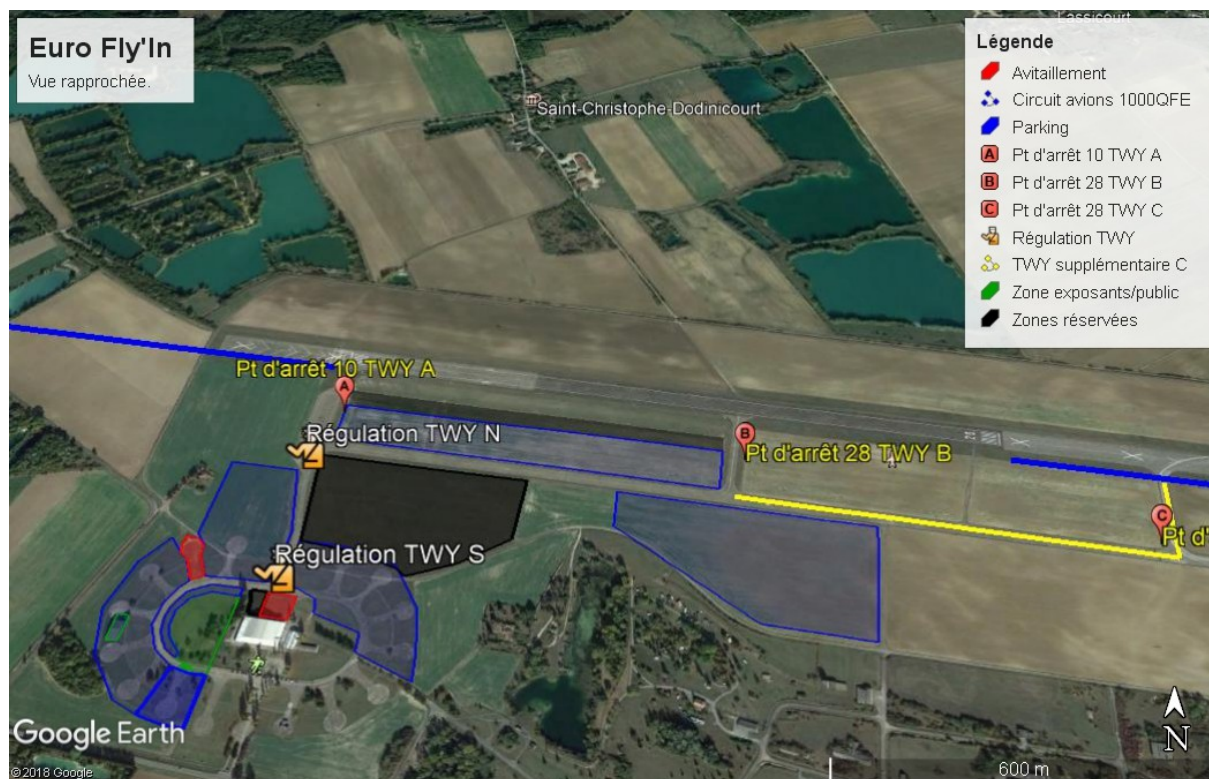 Euro Fly'In
Vue rapprochée.
Lassicourt
Légende
Avitaillement
Circuit avions 1000QFE
Parking
A Pt d'arrêt 10 TWY A
B Pt d'arrêt 28 TWY B
C Pt d'arrêt 28 TWY C
Régulation TWY
TWY supplémentaire C
Zone exposants/public
Zones réservées
Saint-Christophe-Dodinicourt
Pt d'arrêt 10 TWY A
A
Régulation TWY N
B
Pt d'arrêt 28 TWY B
C
Pt d'
Régulation TWY S
Google Earth
N
© 2018 Google
600 m